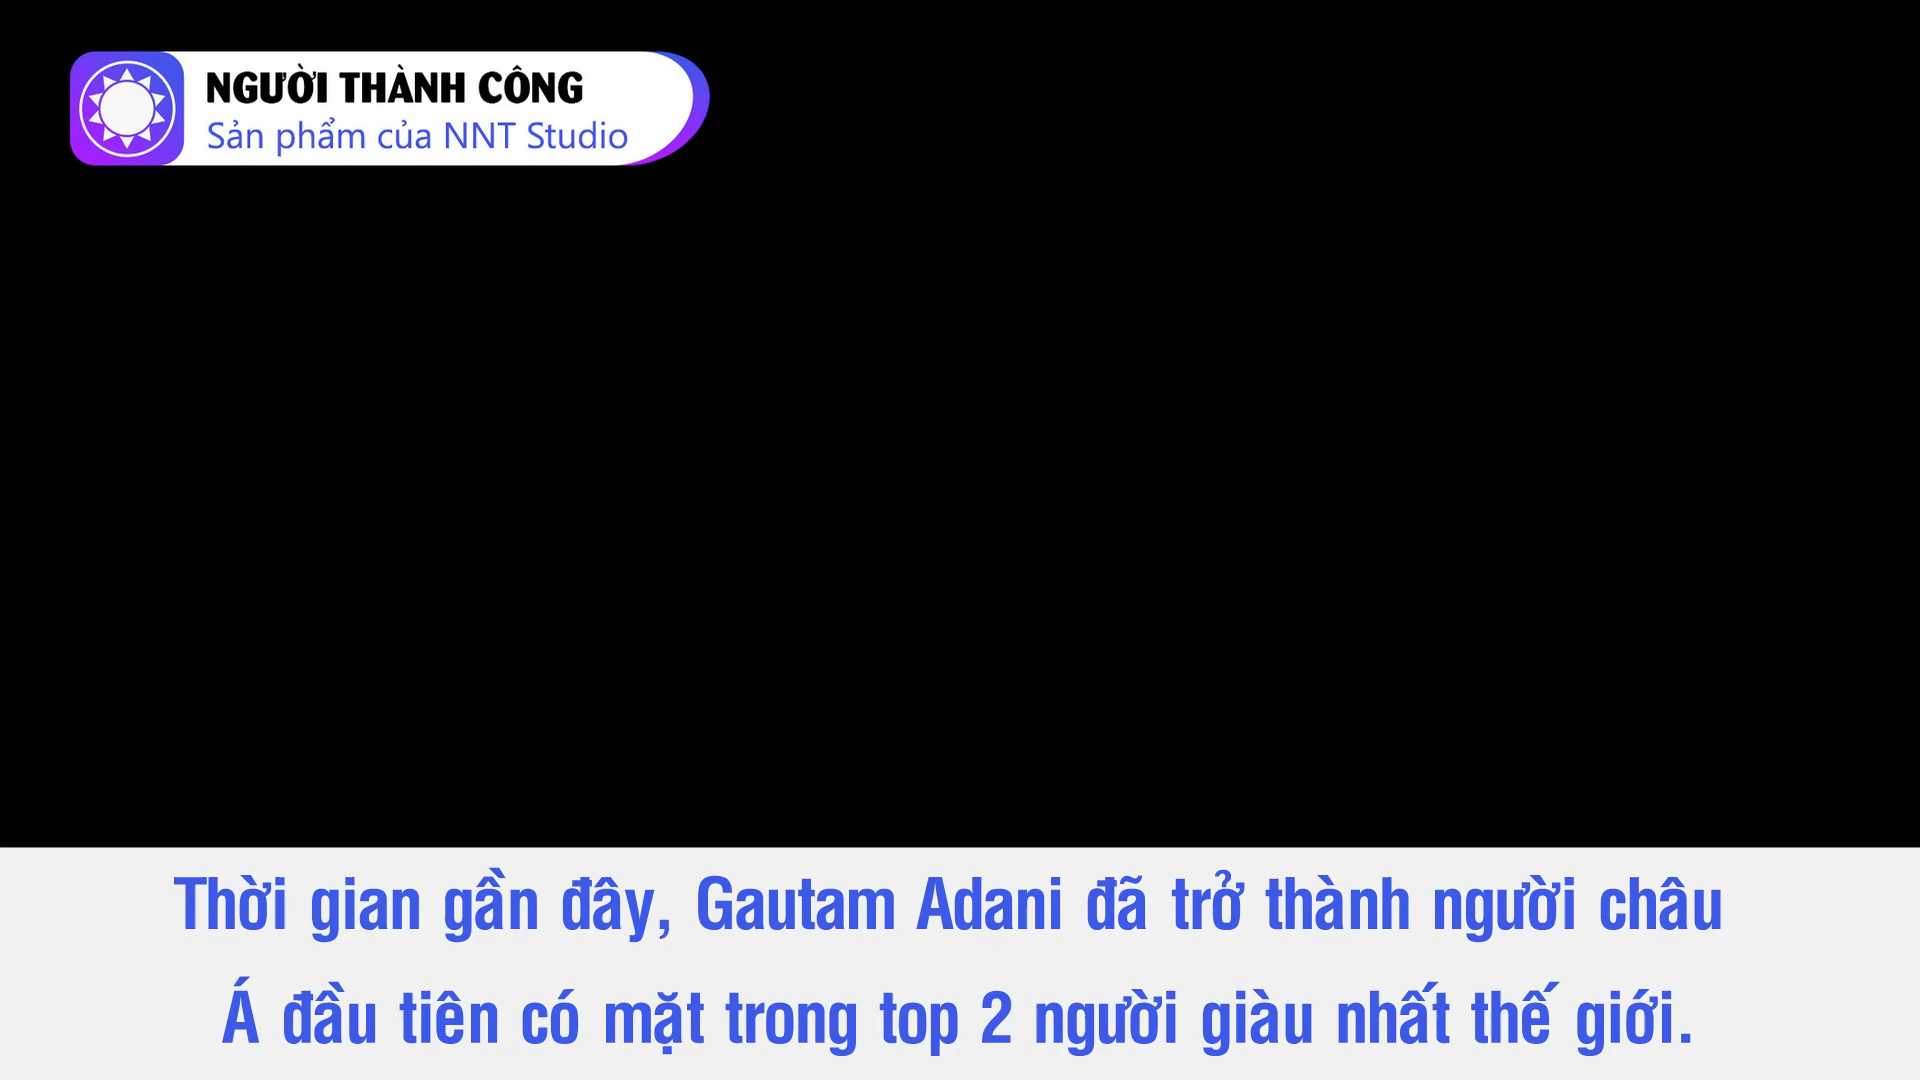 NGƯỜI THÀNH CÔNG
Sản phẩm của NNT Studio
Thời gian gần đây, Gautam Adani đã trở thành người châu
Á đầu tiên có mặt trong top 2 người giàu nhất thế giới.